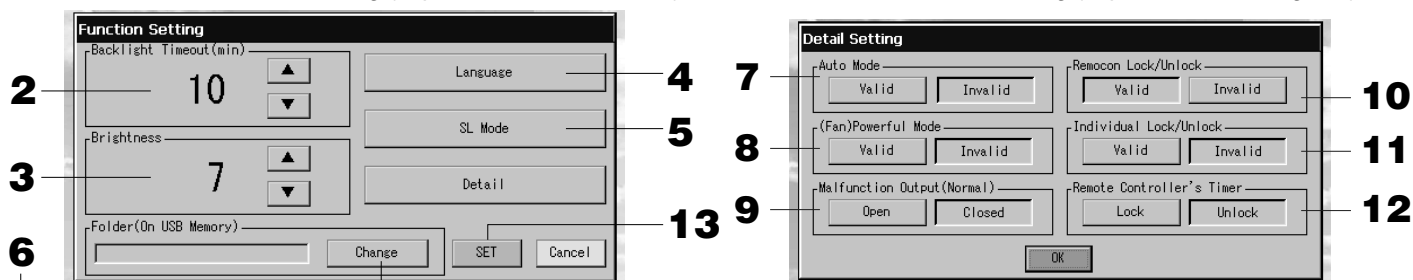 Function Setting
Backlight Timeout(min)
10
▲
▼
Language
2
4
SL Mode
5
Brightness
7
▲
▼
3
Detail
13
Folder(On USB Memory)
Change
SET
Cancel
6
Detail Setting
7
Auto Mode
Valid Invalid
Remocon Lock/Unlock
Valid Invalid
10
8
(Fan)Powerful Mode
Valid Invalid
Individual Lock/Unlock
Valid Invalid
11
9
Malfunction Output(Normal)
Open Closed
Remote Controller's Timer
Lock Unlock
12
OK